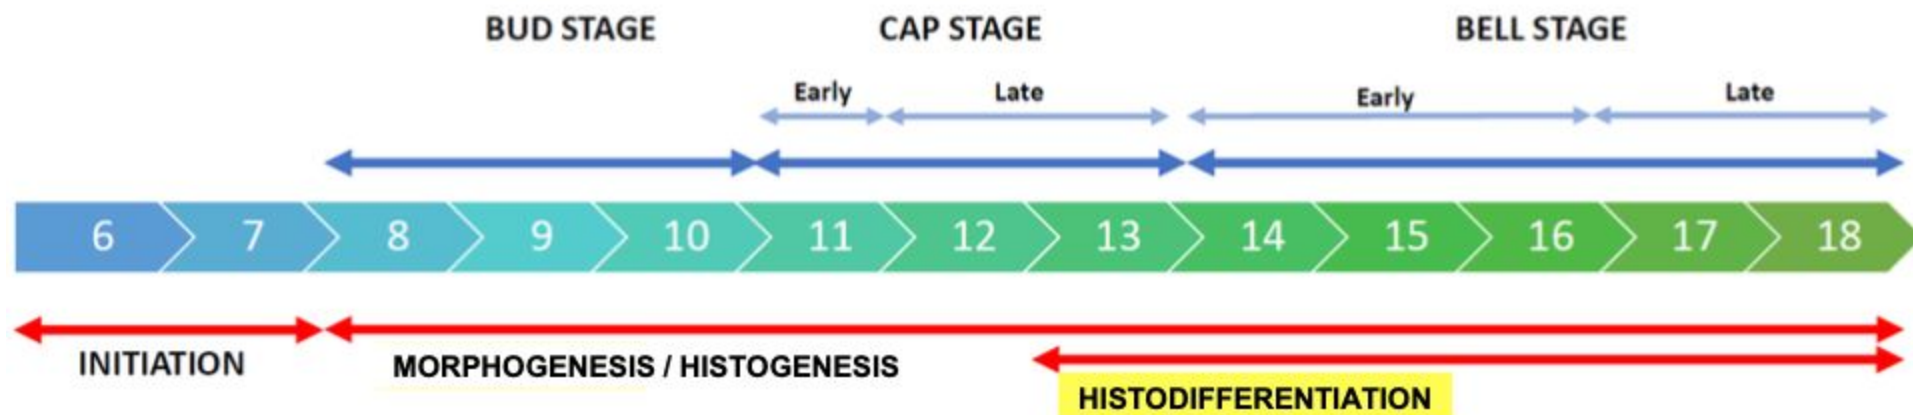 BUD STAGE CAP STAGE BELL STAGE
Early Late Early Late
6 7 8 9 10 11 12 13 14 15 16 17 18
INITIATION MORPHOGENESIS / HISTOGENESIS
HISTODIFFERENTIATION